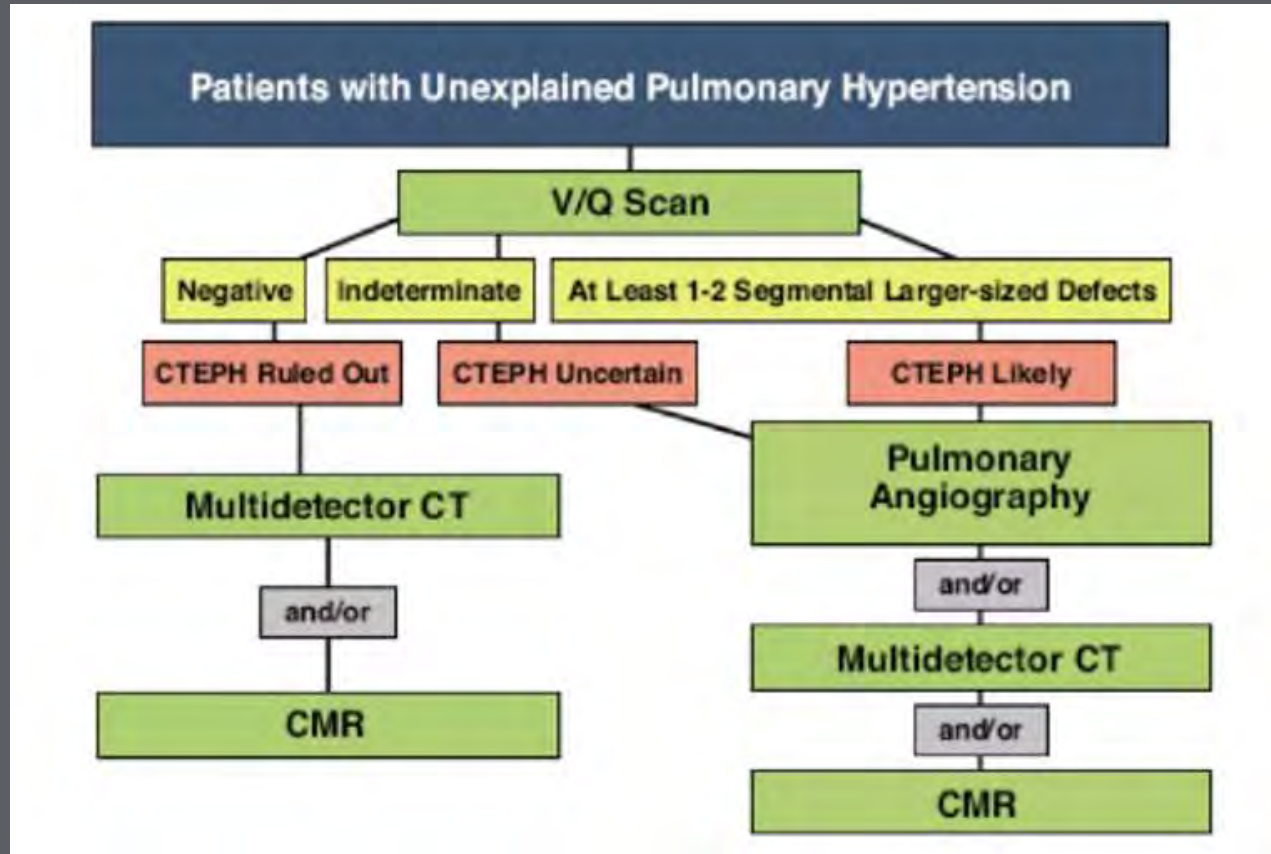 Patients with Unexplained Pulmonary Hypertension
V/Q Scan
Negative
Indeterminate
At Least 1-2 Segmental Larger-sized Defects
CTEPH Ruled Out
CTEPH Uncertain
CTEPH Likely
Multidetector CT
and/or
CMR
Pulmonary
Angiography
and/or
Multidetector CT
and/or
CMR